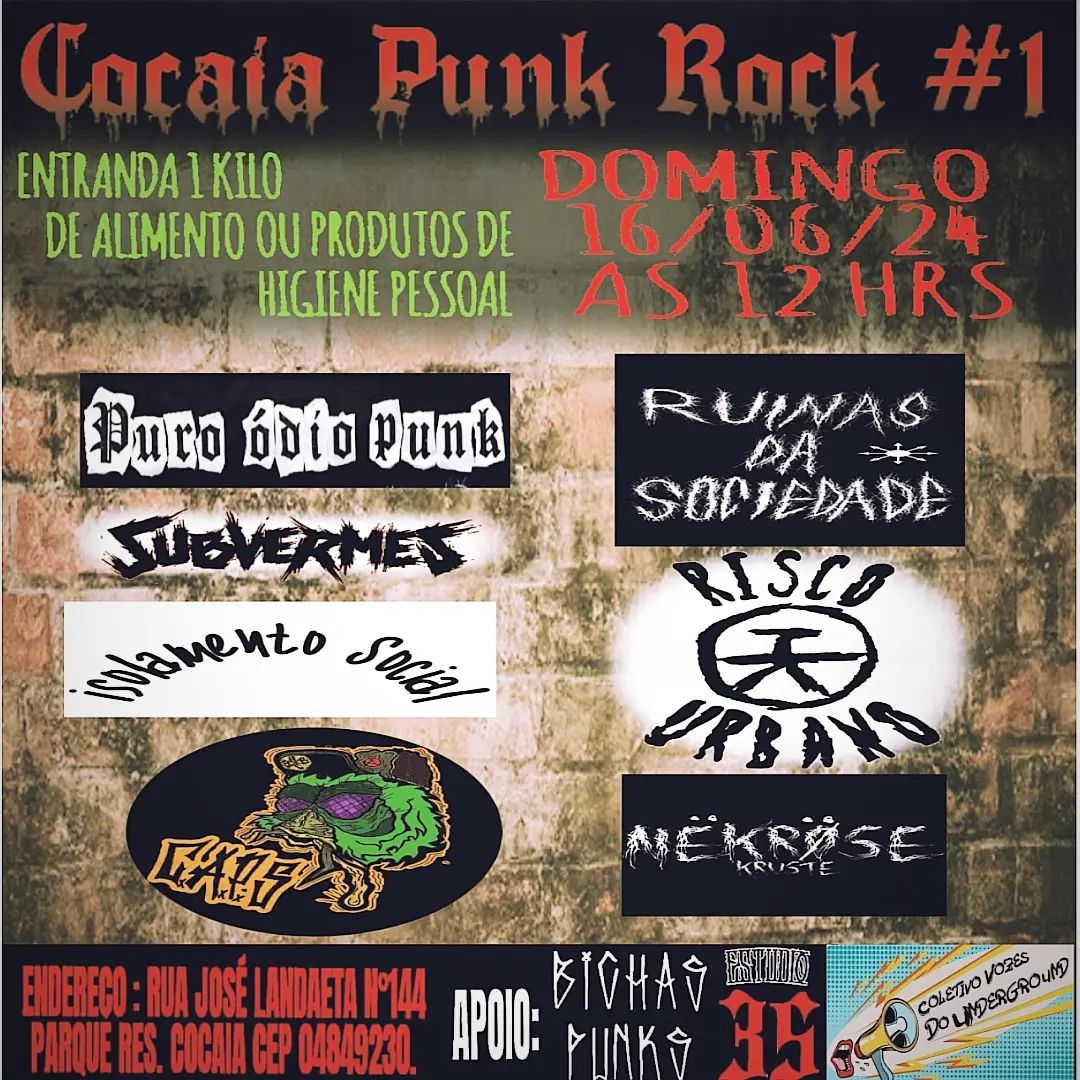 Cocaia Punk Rock #1
ENTRANDA 1 KILO
DE ALIMENTO OU PRODUTOS DE
HIGIENE PESSOAL
DOMINGO
16/06/24
AS 12 HRS
Puro ódio punk
SUBVERMES
isolamento social
RUINAS
DA
SOCIEDADE
RISCO
URBANO
NËKRÖSE
KRUSTE
ENDEREÇO : RUA JOSÉ LANDAETA Nº144
PARQUE RES. COCAIA CEP 04849230.
APOIO:
BICHAS
PUNKS
ESTUDIO
35
COLETIVO VOZES
DO UNDERGROUND